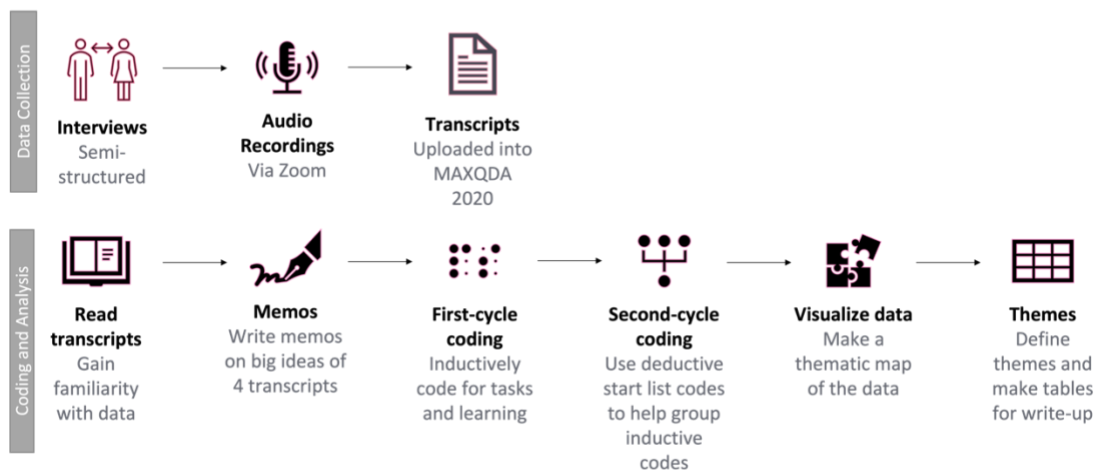 Data Collection
Interviews
Semi-
structured
Audio
Recordings
Via Zoom
Transcripts
Uploaded into
MAXQDA
2020
Coding and Analysis
Read
transcripts
Gain
familiarity
with data
Memos
Write memos
on big ideas of
4 transcripts
First-cycle
coding
Inductively
code for tasks
and learning
Second-cycle
coding
Use deductive
start list codes
to help group
inductive
codes
Visualize data
Make a
thematic map
of the data
Themes
Define
themes and
make tables
for write-up